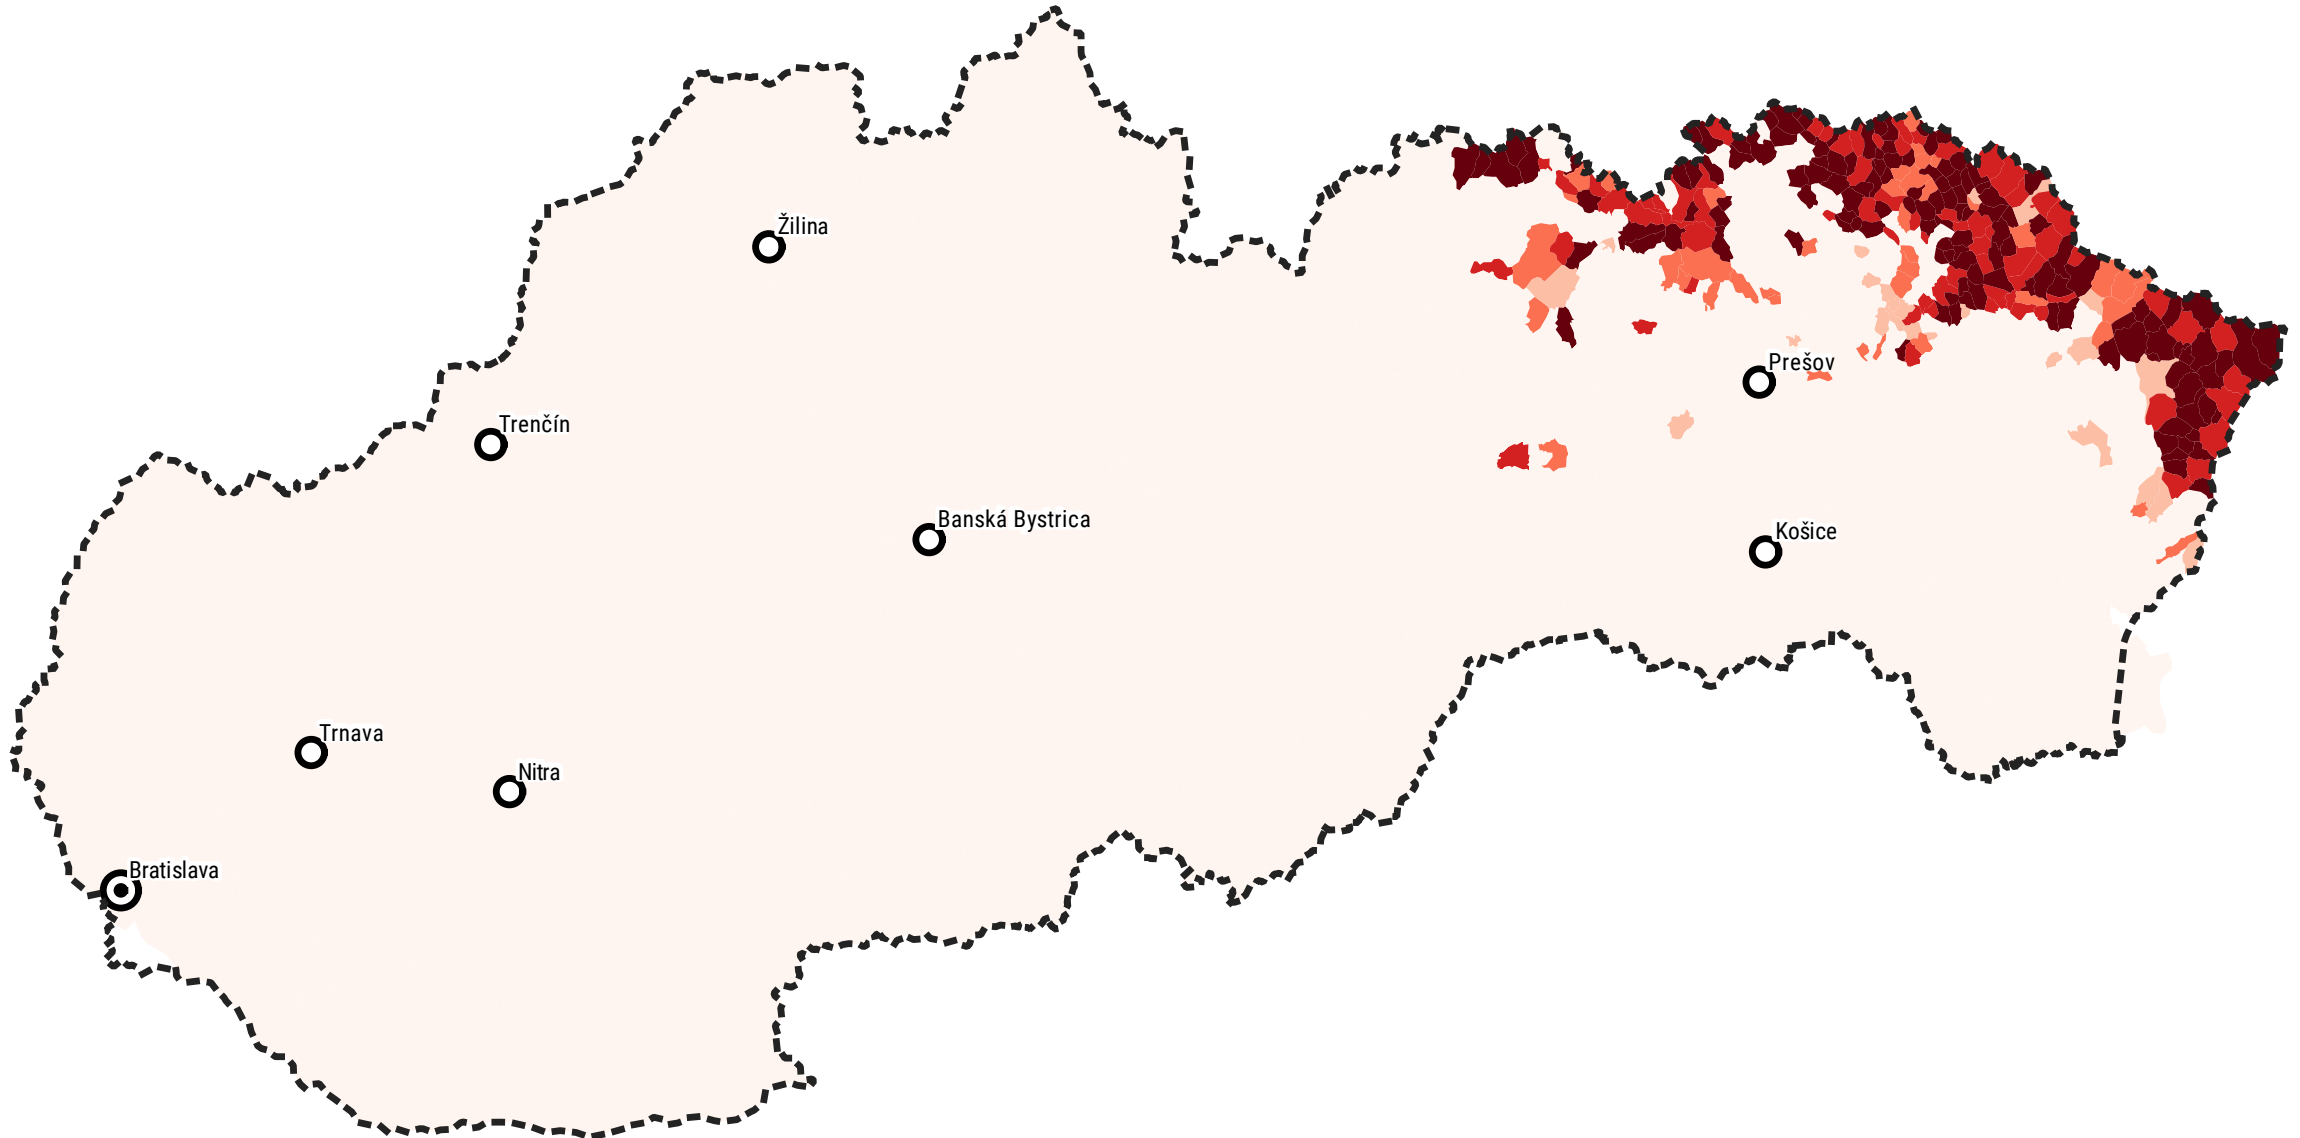 Žilina
Prešov
Trenčín
Banská Bystrica
Košice
Trnava
Nitra
Bratislava